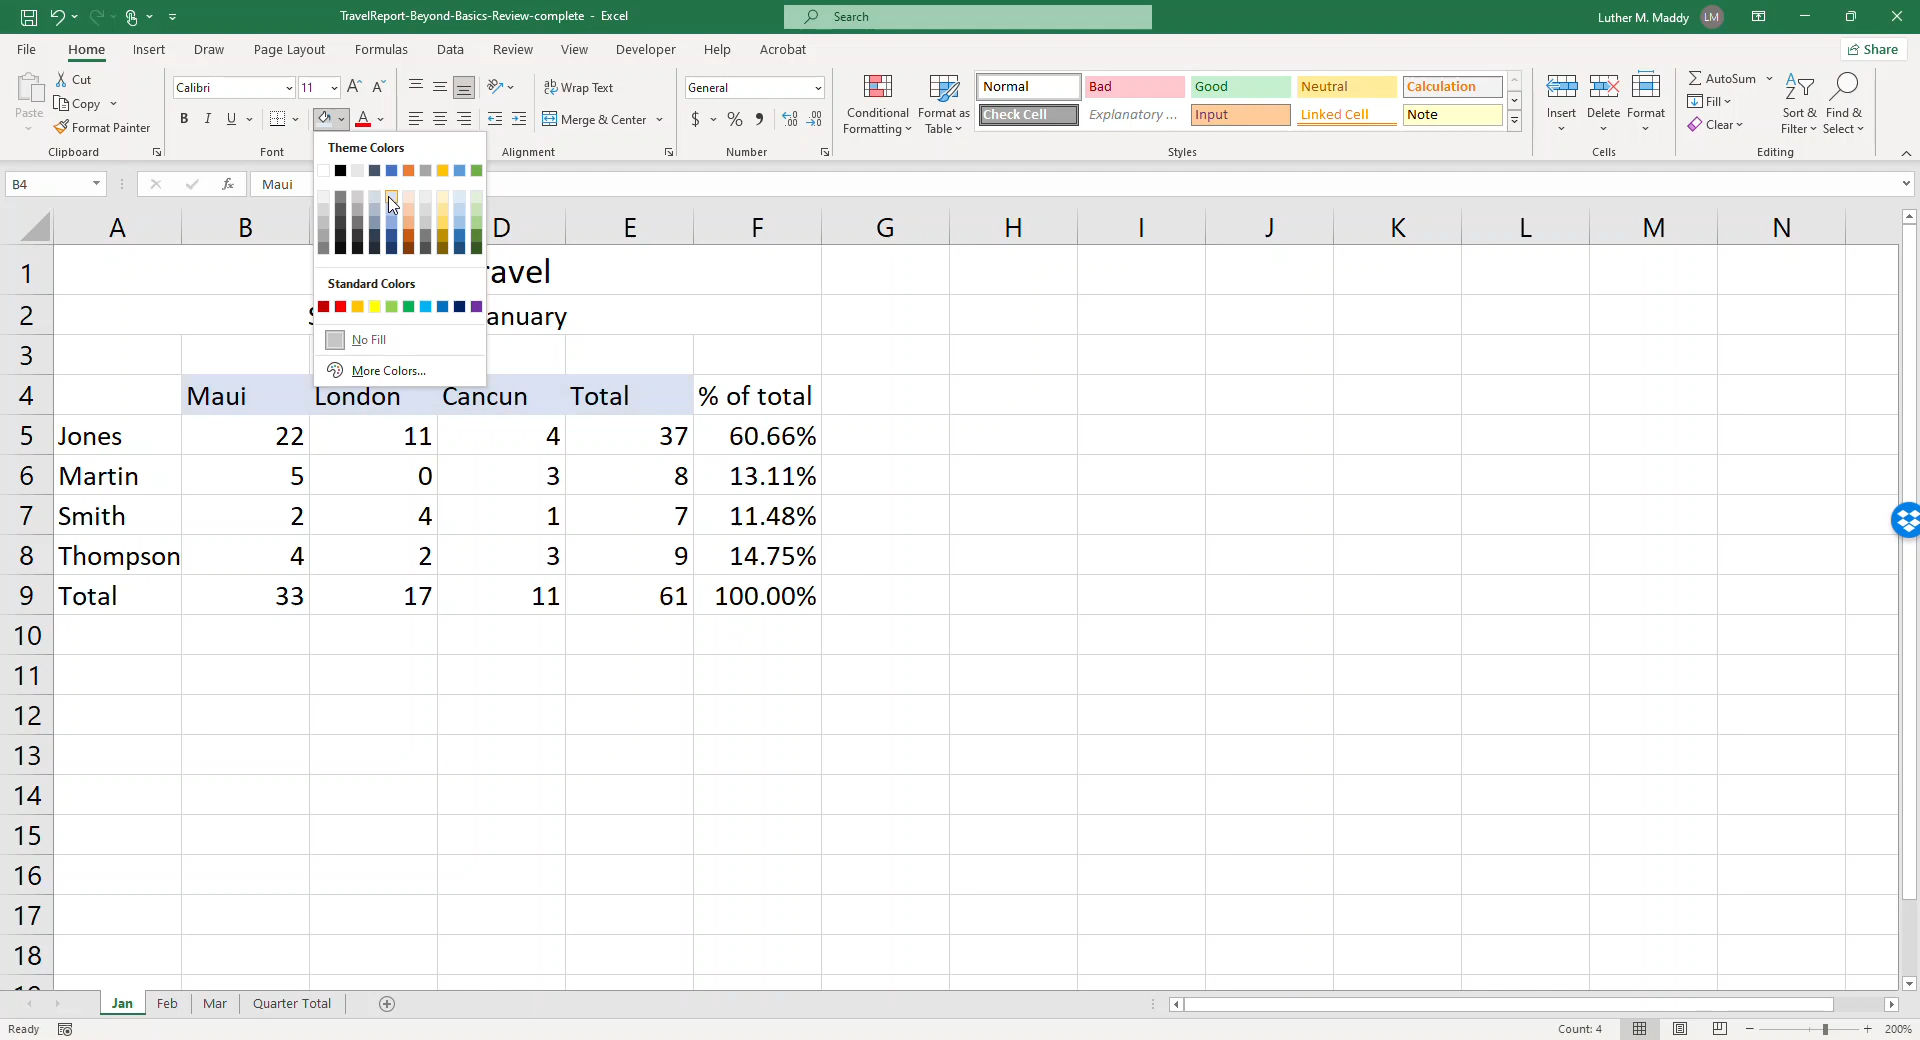 TravelReport-Beyond-Basics-Review-complete - Excel
Search
Luther M. Maddy LM
File Home Insert Draw Page Layout Formulas Data Review View Developer Help Acrobat
Share
Paste
Cut
Copy
Format Painter
Clipboard
Calibri 11
B I U
Font
Wrap Text
Merge & Center
Alignment
General
$ % 9
Number
Conditional Formatting
Format as Table
Normal Bad Good Neutral Calculation
Check Cell Explanatory ... Input Linked Cell Note
Styles
Insert Delete Format
Cells
AutoSum
Fill
Clear
Sort & Filter
Find & Select
Editing
Theme Colors
Standard Colors
No Fill
More Colors...
B4 fx Maui
A B D E F G H I J K L M N
1 ravel
2 S anuary
3
4 Maui London Cancun Total % of total
5 Jones 22 11 4 37 60.66%
6 Martin 5 0 3 8 13.11%
7 Smith 2 4 1 7 11.48%
8 Thompson 4 2 3 9 14.75%
9 Total 33 17 11 61 100.00%
10
11
12
13
14
15
16
17
18
Jan Feb Mar Quarter Total
Ready
Count: 4
200%